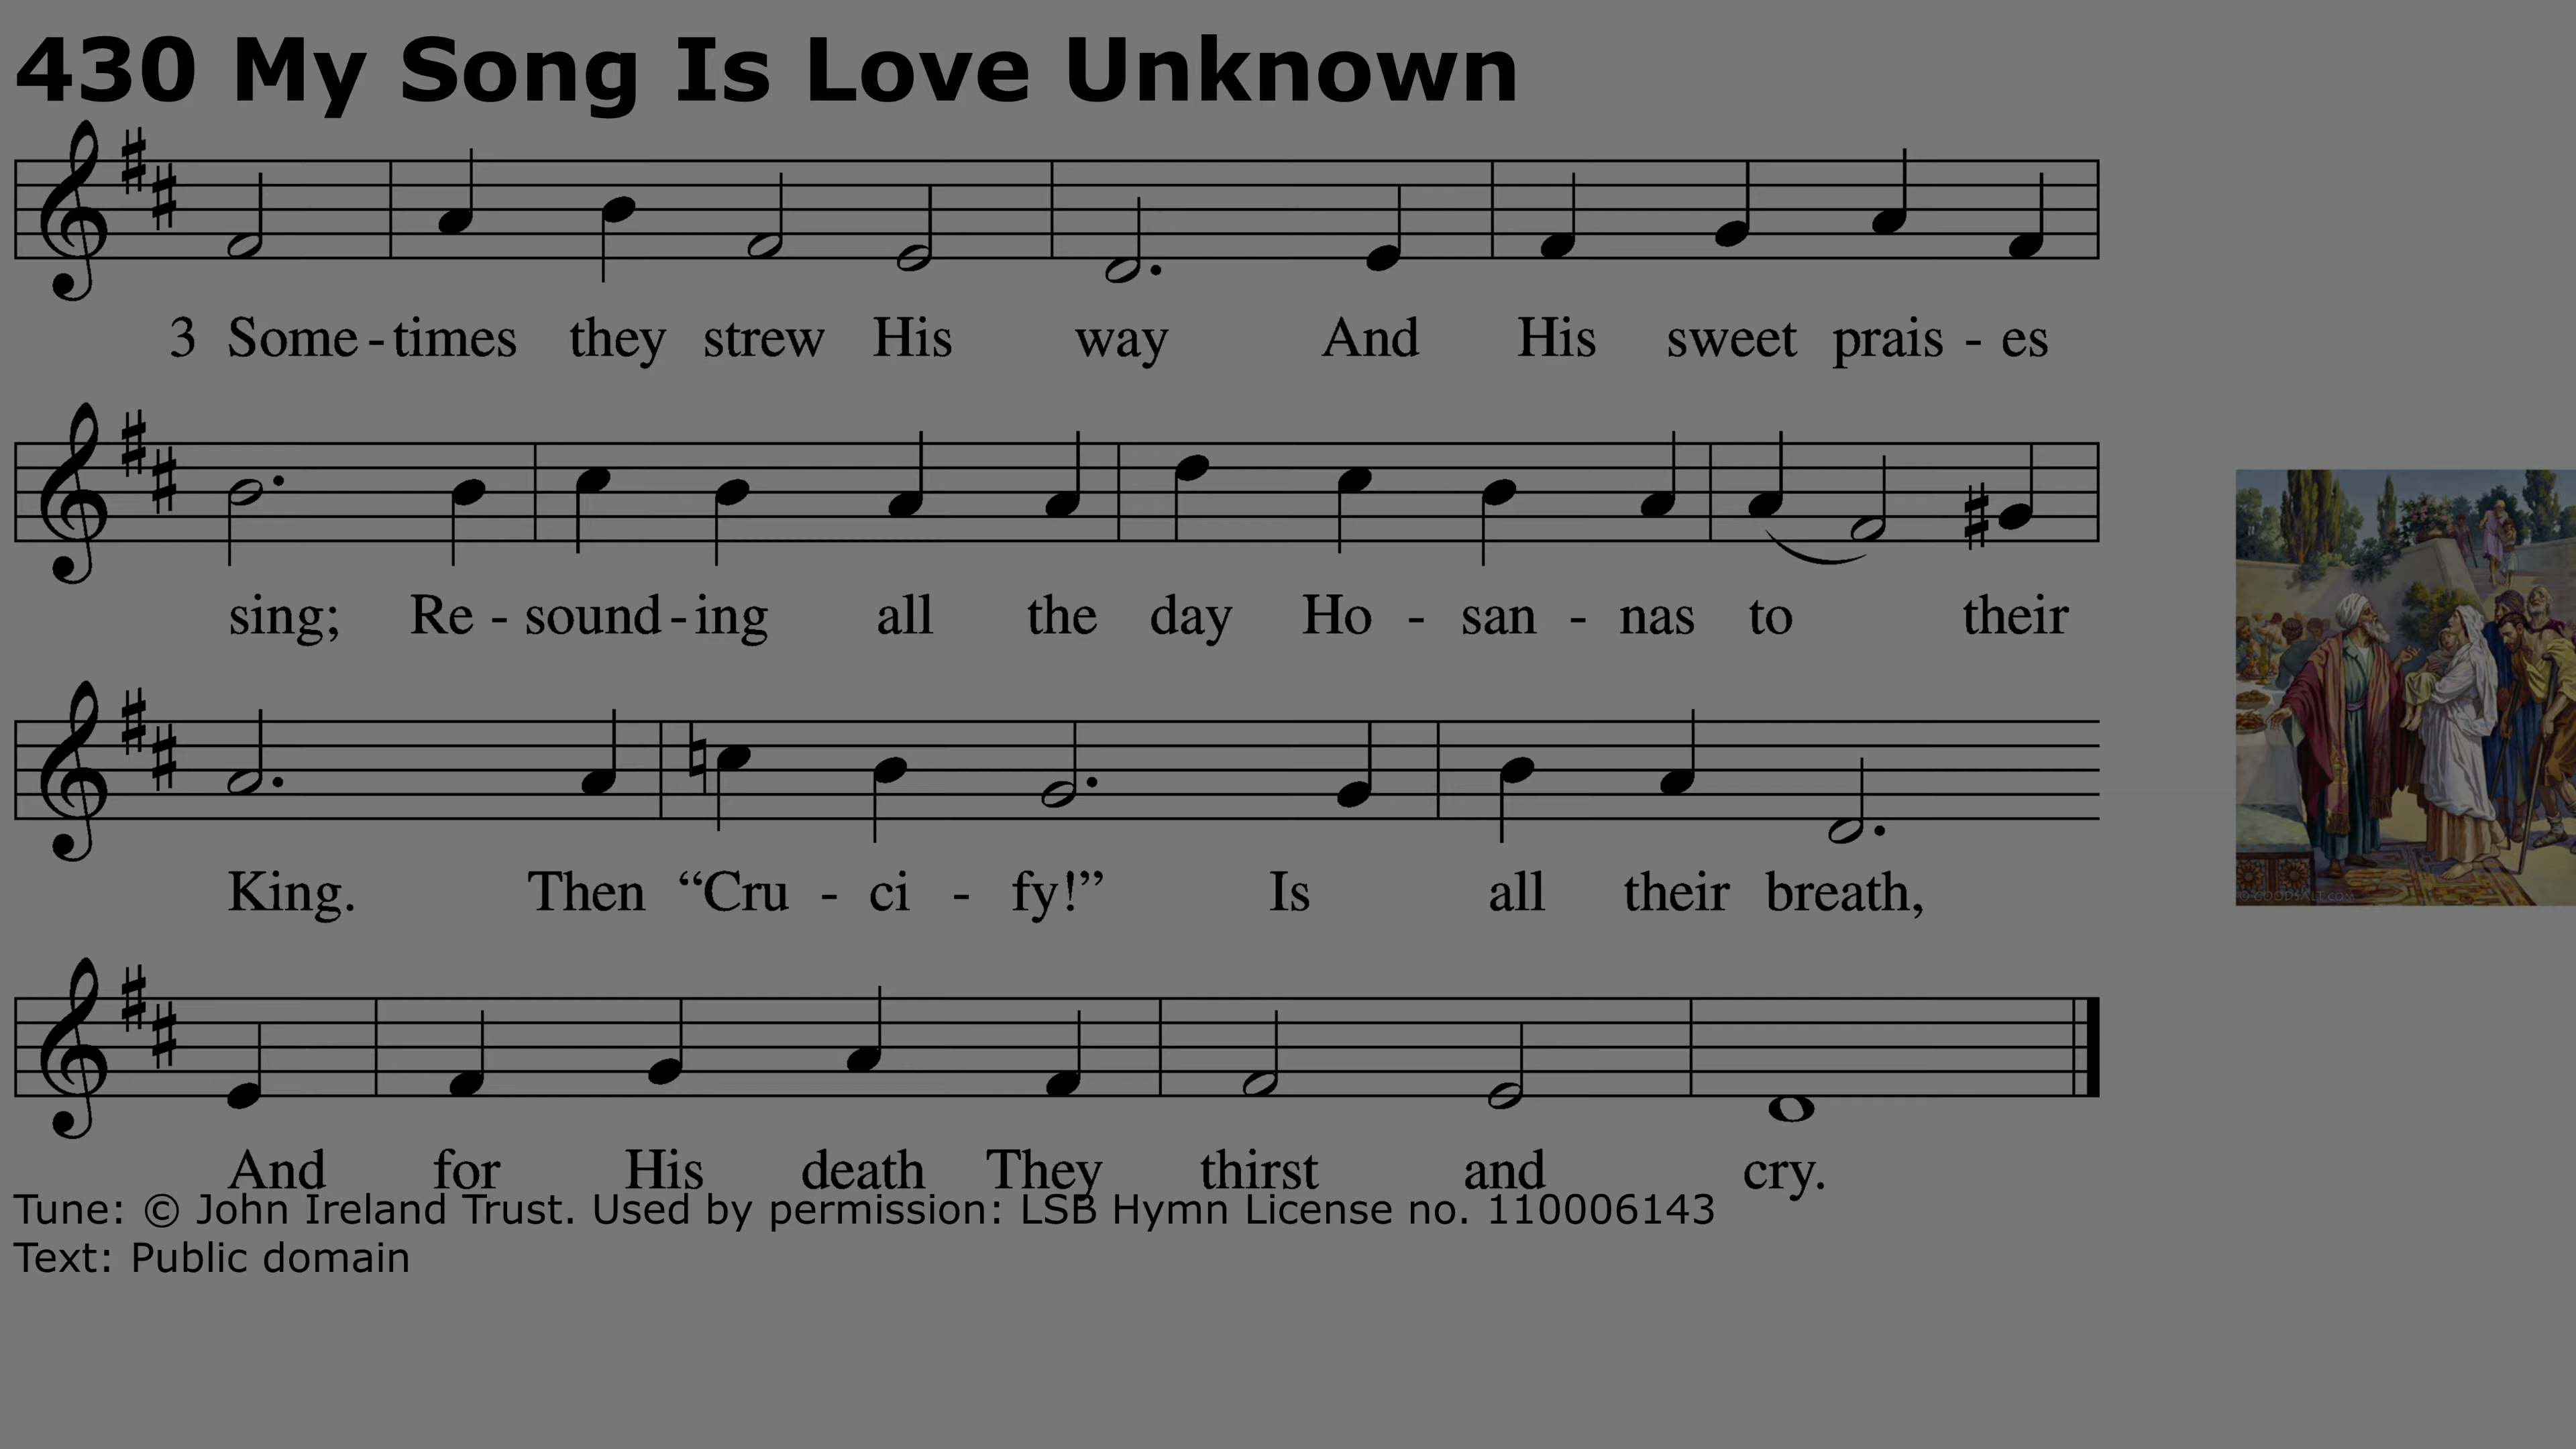 430 My Song Is Love Unknown
3 Some - times they strew His way And His sweet prais - es
sing; Re - sound - ing all the day Ho - san - nas to their
King. Then “Cru - ci - fy!” Is all their breath,
And for His death They thirst and cry.
Tune: © John Ireland Trust. Used by permission: LSB Hymn License no. 110006143
Text: Public domain
© GOODSALT.com